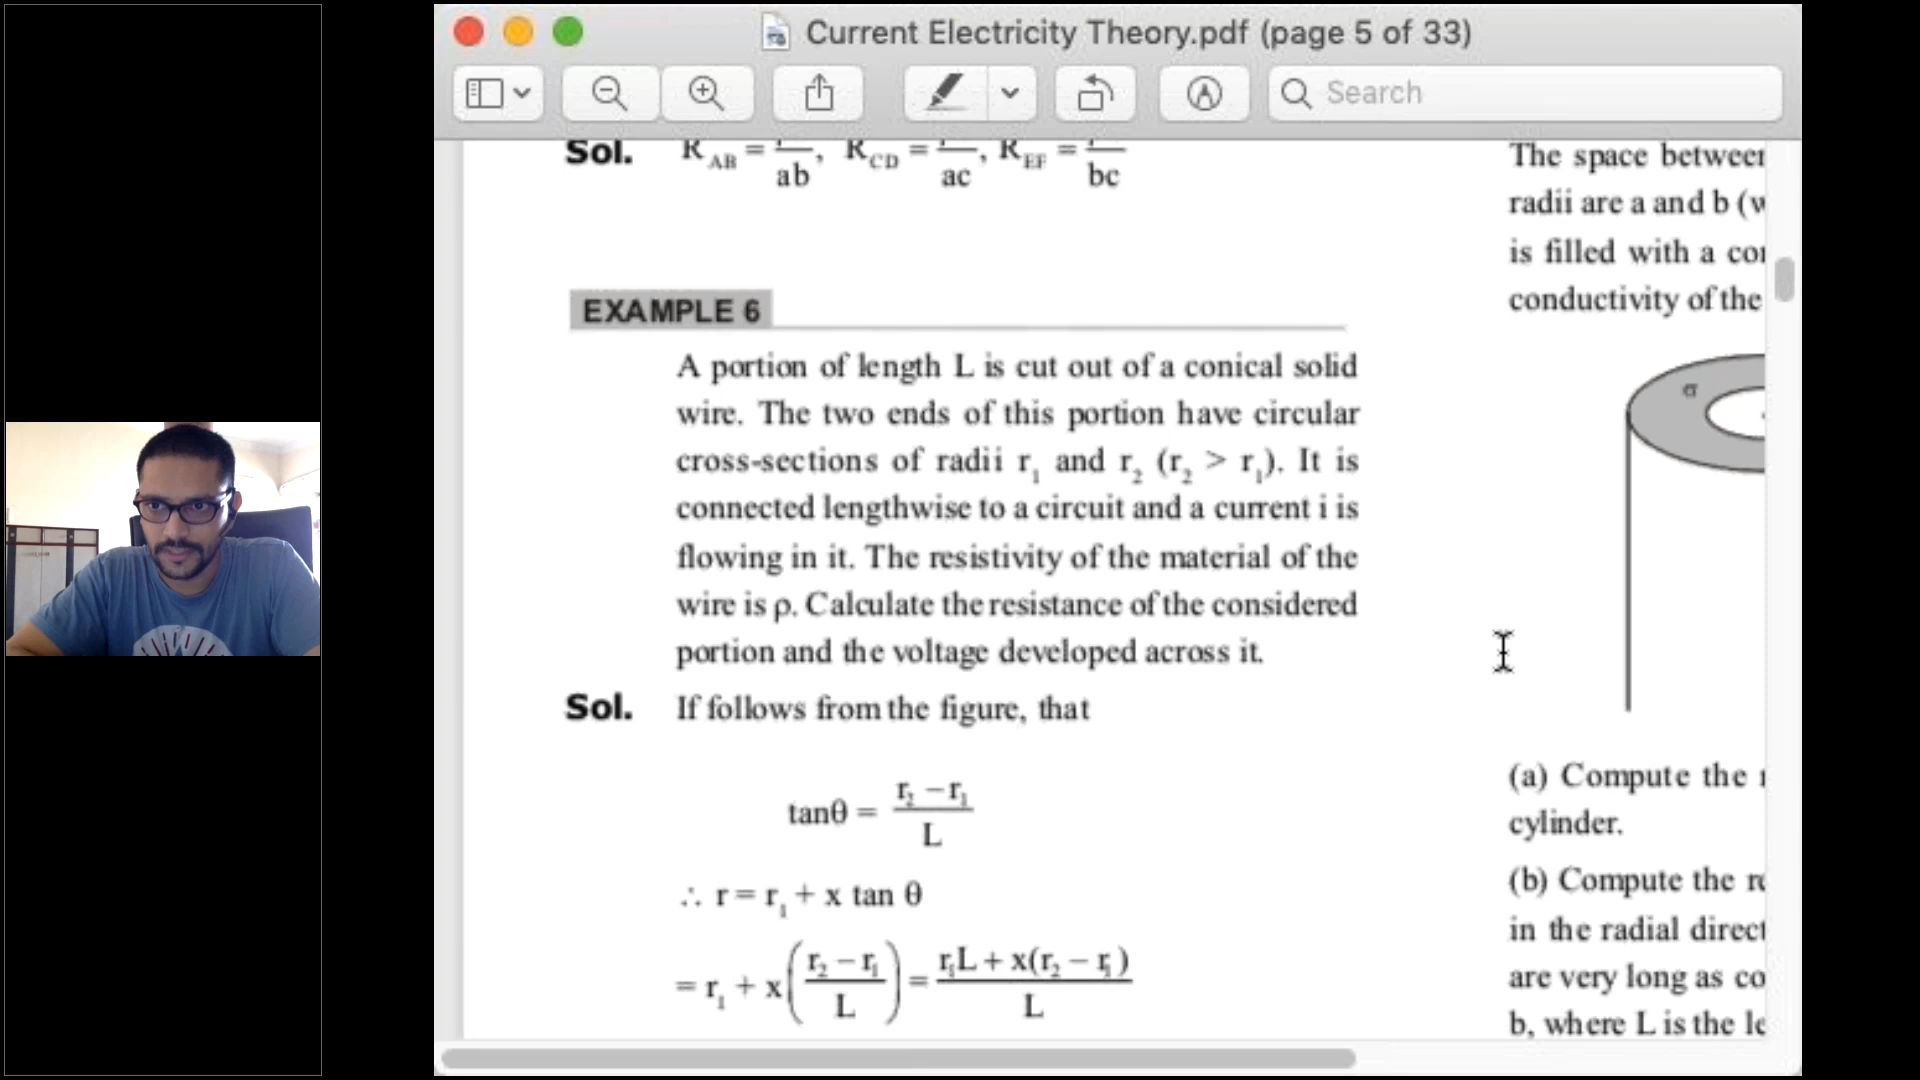 Current Electricity Theory.pdf (page 5 of 33)
Search
Sol. R_AB = ab, R_CD = ac, R_EF = bc
EXAMPLE 6
A portion of length L is cut out of a conical solid
wire. The two ends of this portion have circular
cross-sections of radii r₁ and r₂ (r₂ > r₁). It is
connected lengthwise to a circuit and a current i is
flowing in it. The resistivity of the material of the
wire is ρ. Calculate the resistance of the considered
portion and the voltage developed across it.
Sol. If follows from the figure, that
tanθ = (r₂ − r₁)/L
∴ r = r₁ + x tan θ
= r₁ + x((r₂ − r₁)/L) = (r₁L + x(r₂ − r₁))/L
The space between
radii are a and b (w
is filled with a con
conductivity of the
σ
(a) Compute the r
cylinder.
(b) Compute the re
in the radial direct
are very long as co
b, where L is the le